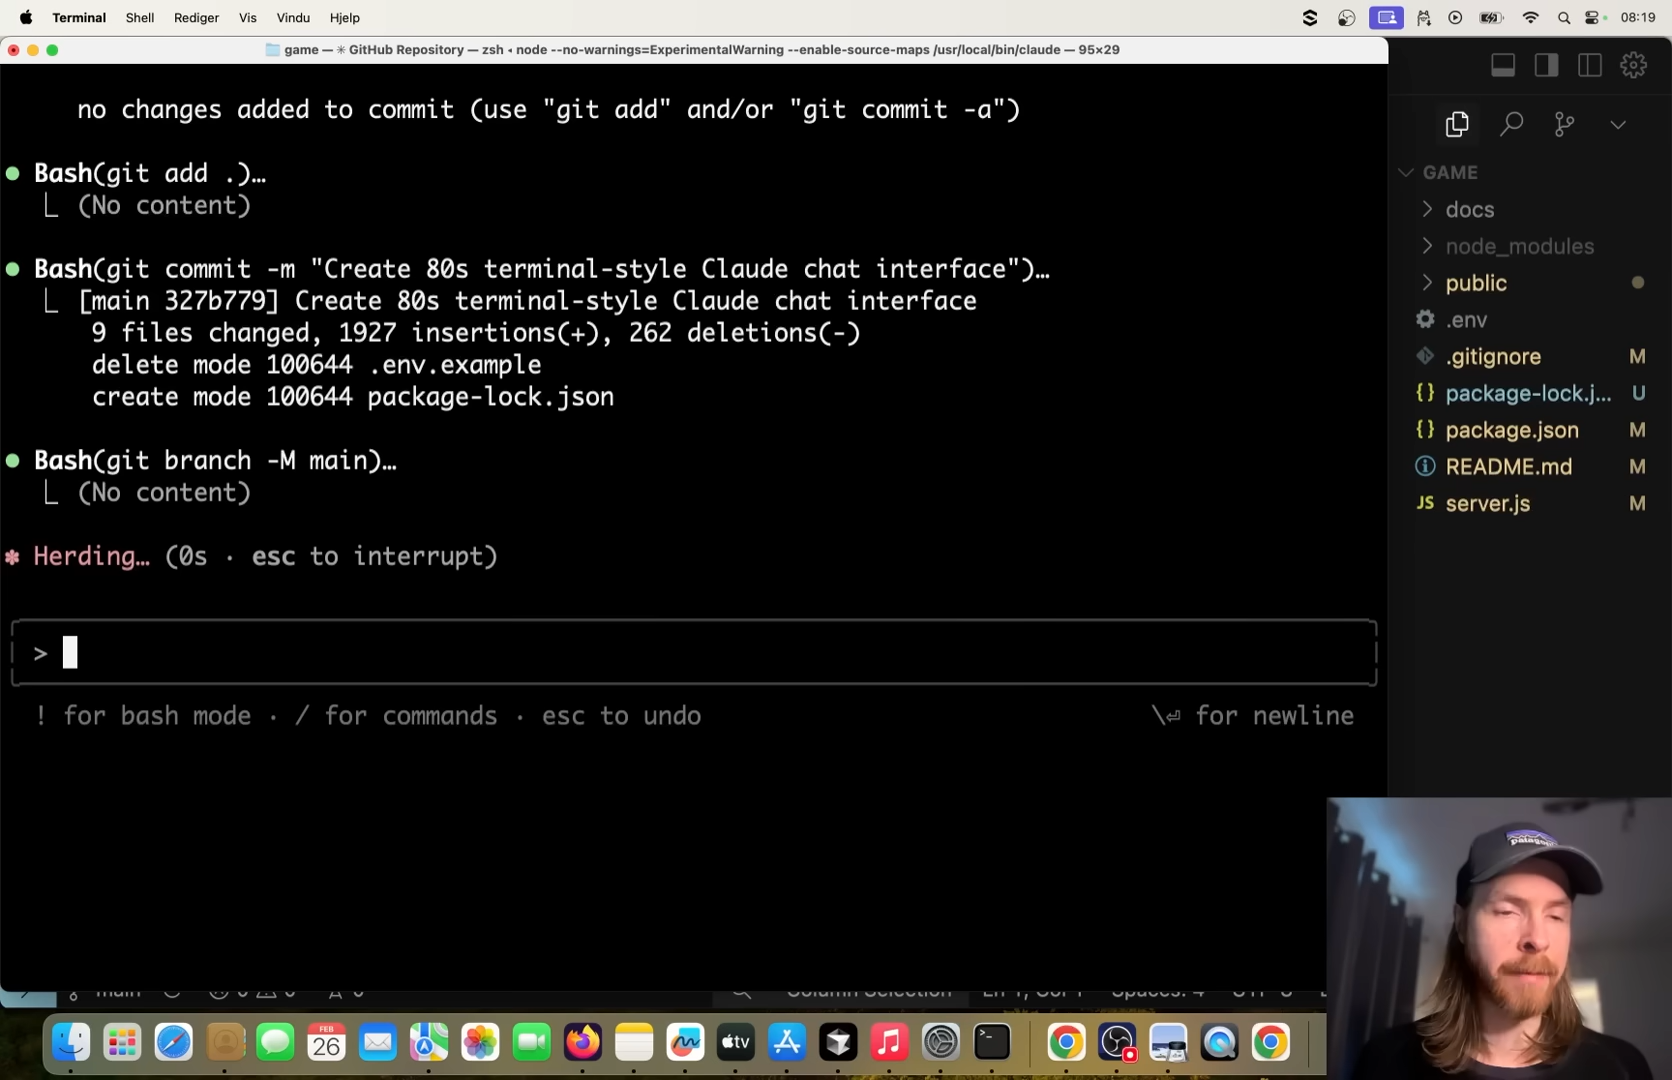 Terminal Shell Rediger Vis Vindu Hjelp 08:19
game — ✳ GitHub Repository — zsh ◂ node --no-warnings=ExperimentalWarning --enable-source-maps /usr/local/bin/claude — 95×29
no changes added to commit (use "git add" and/or "git commit -a")
● Bash(git add .)…
⎿ (No content)
● Bash(git commit -m "Create 80s terminal-style Claude chat interface")…
⎿ [main 327b779] Create 80s terminal-style Claude chat interface
9 files changed, 1927 insertions(+), 262 deletions(-)
delete mode 100644 .env.example
create mode 100644 package-lock.json
● Bash(git branch -M main)…
⎿ (No content)
✽ Herding… (0s · esc to interrupt)
>
! for bash mode · / for commands · esc to undo \⏎ for newline
GAME
docs
node_modules
public
.env
.gitignore M
package-lock.j... U
package.json M
README.md M
JS server.js M
main
Column Selection
FEB
26
tv
patagonia